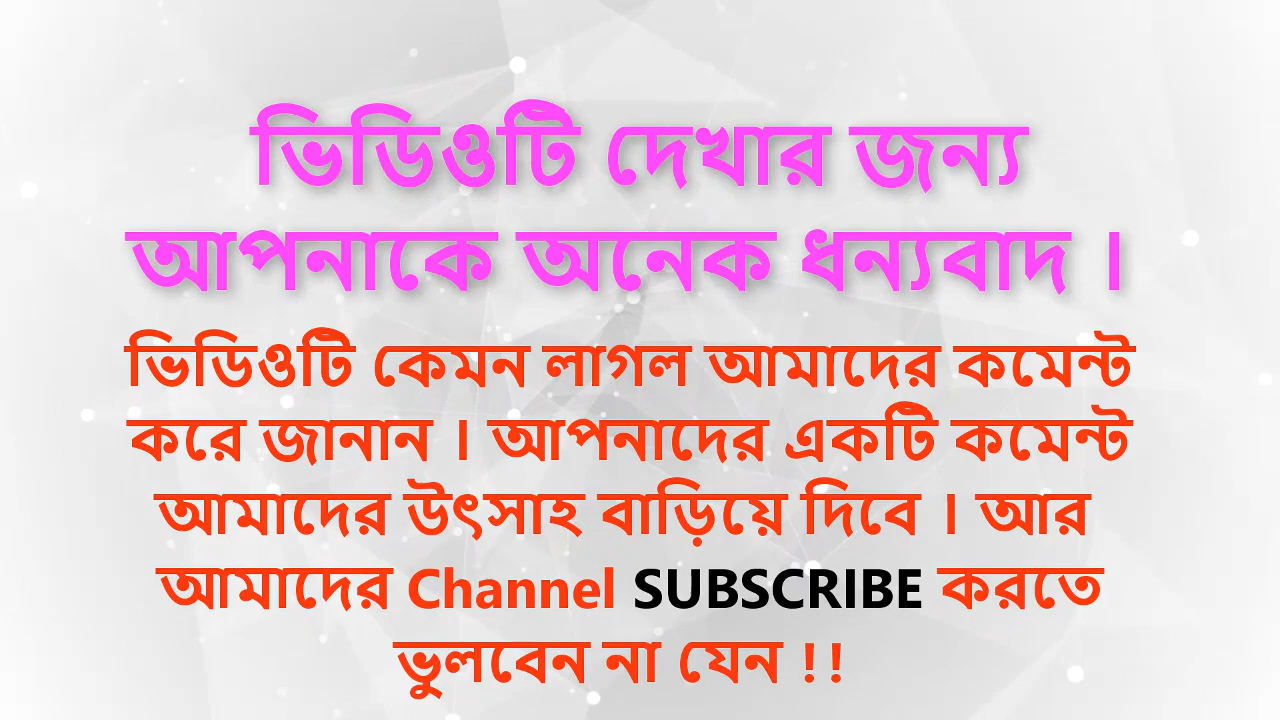 ভিডিওটি দেখার জন্য
আপনাকে অনেক ধন্যবাদ ।
ভিডিওটি কেমন লাগল আমাদের কমেন্ট
করে জানান । আপনাদের একটি কমেন্ট
আমাদের উৎসাহ বাড়িয়ে দিবে । আর
আমাদের Channel SUBSCRIBE করতে
ভুলবেন না যেন !!